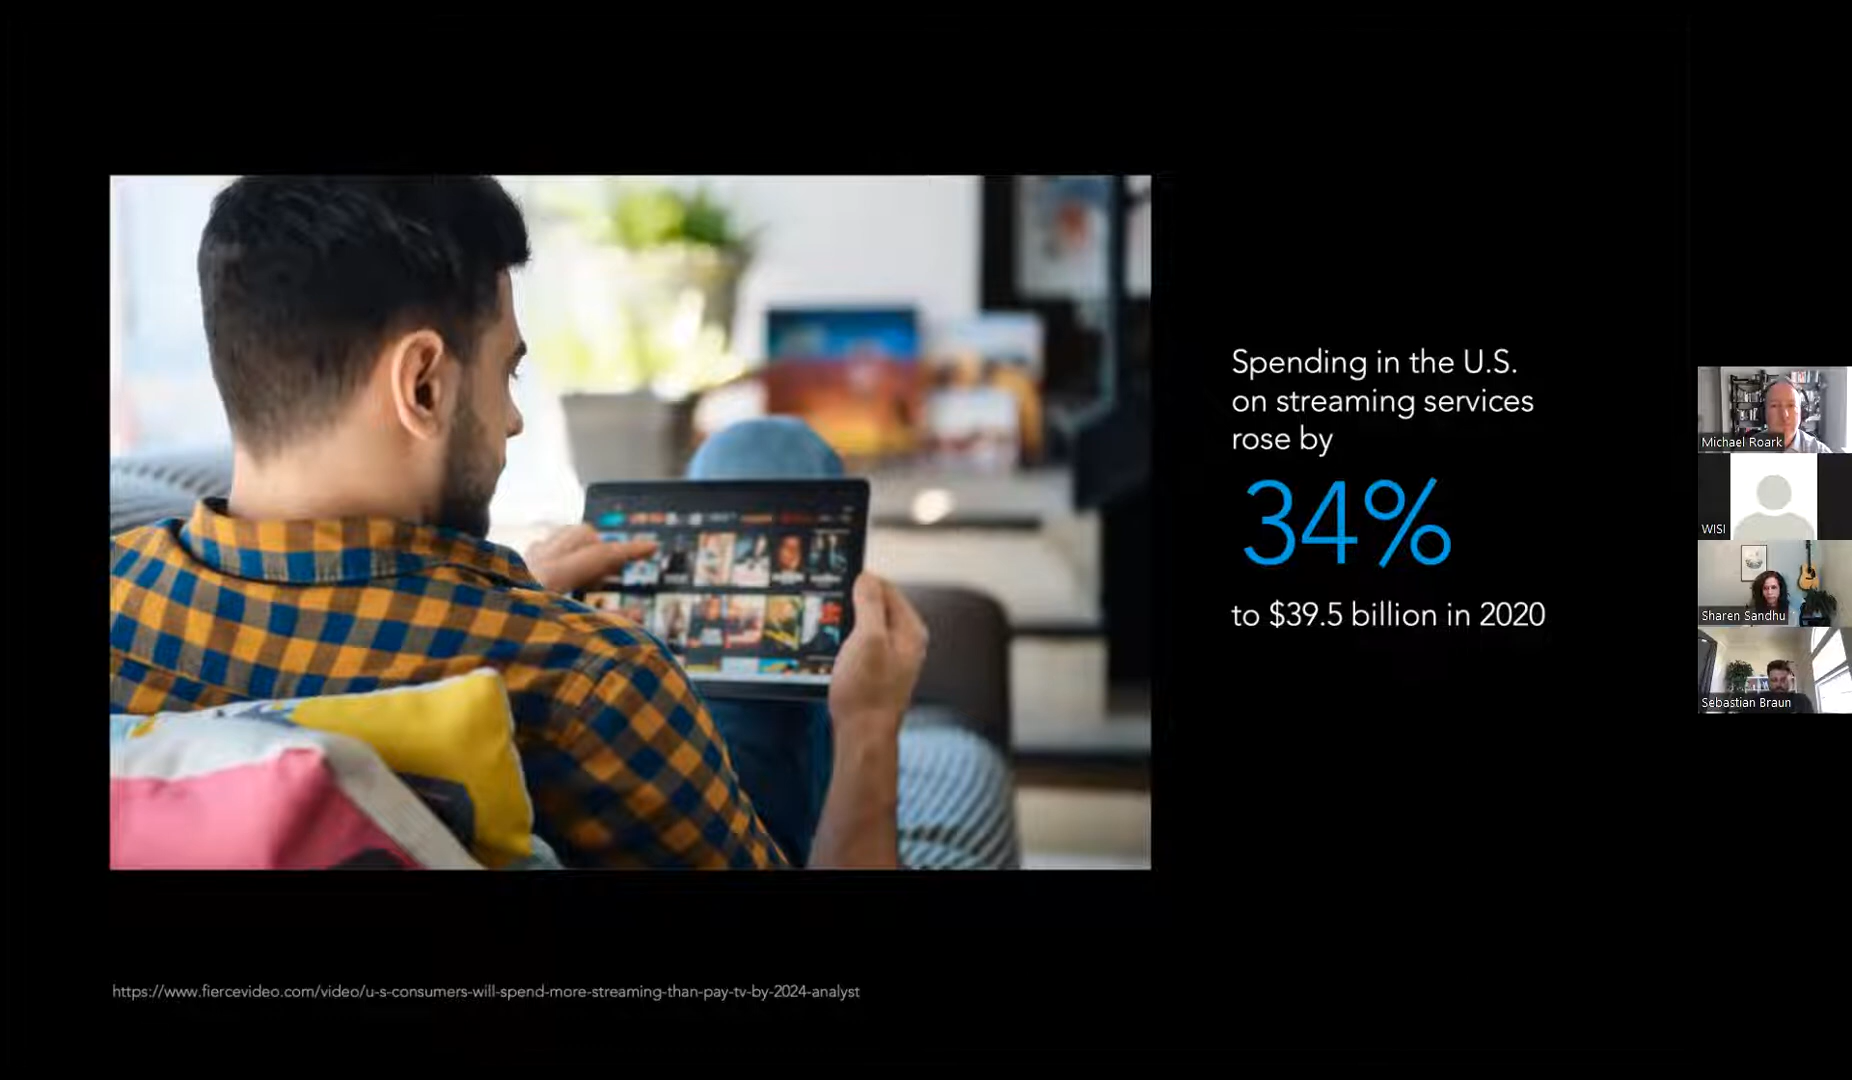 Spending in the U.S.
on streaming services
rose by
34%
to $39.5 billion in 2020
https://www.fiercevideo.com/video/u-s-consumers-will-spend-more-streaming-than-pay-tv-by-2024-analyst
Michael Roark
WISI
Sharen Sandhu
Sebastian Braun